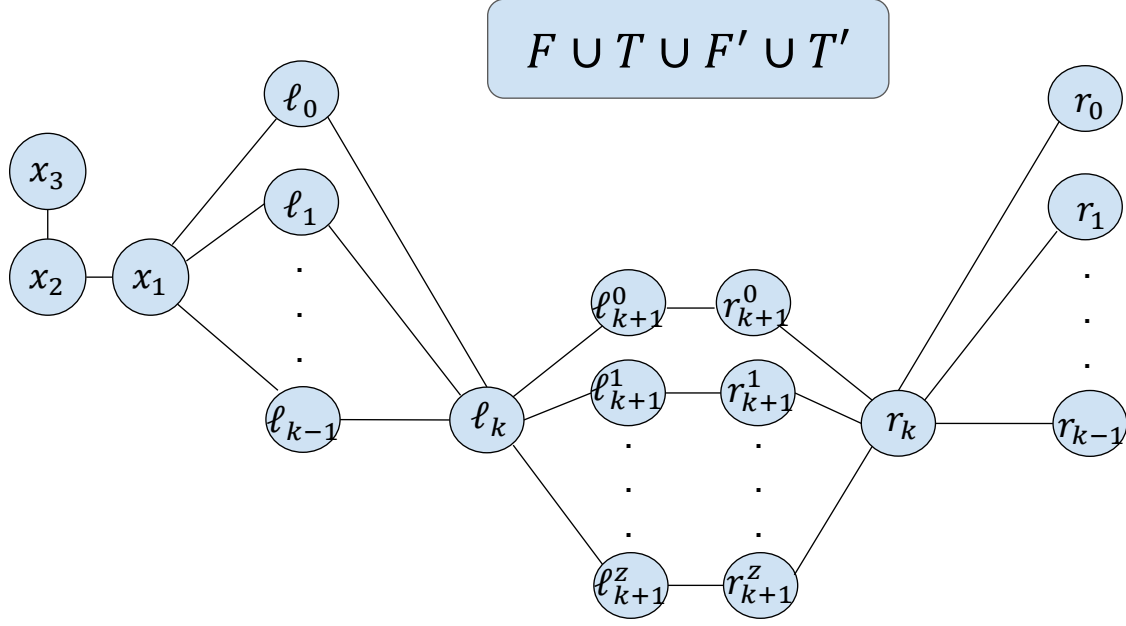 F ∪ T ∪ F′ ∪ T′
ℓ₀
r₀
x₃
ℓ₁
r₁
x₂
x₁
ℓ⁰ₖ₊₁
r⁰ₖ₊₁
ℓ¹ₖ₊₁
r¹ₖ₊₁
ℓₖ₋₁
ℓₖ
rₖ
rₖ₋₁
ℓᶻₖ₊₁
rᶻₖ₊₁